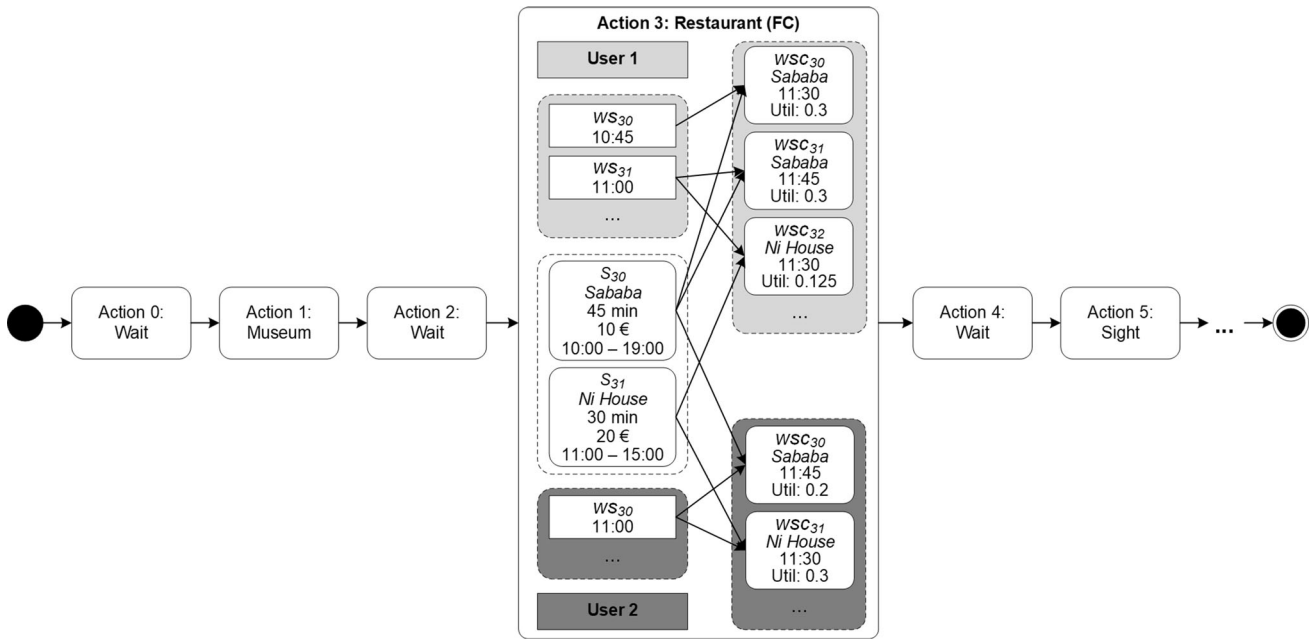 Action 0:
Wait
Action 1:
Museum
Action 2:
Wait
Action 3: Restaurant (FC)
User 1
ws30
10:45
ws31
11:00
...
S30
Sababa
45 min
10 €
10:00 – 19:00
S31
Ni House
30 min
20 €
11:00 – 15:00
ws30
11:00
...
User 2
wsc30
Sababa
11:30
Util: 0.3
wsc31
Sababa
11:45
Util: 0.3
wsc32
Ni House
11:30
Util: 0.125
...
wsc30
Sababa
11:45
Util: 0.2
wsc31
Ni House
11:30
Util: 0.3
...
Action 4:
Wait
Action 5:
Sight
...